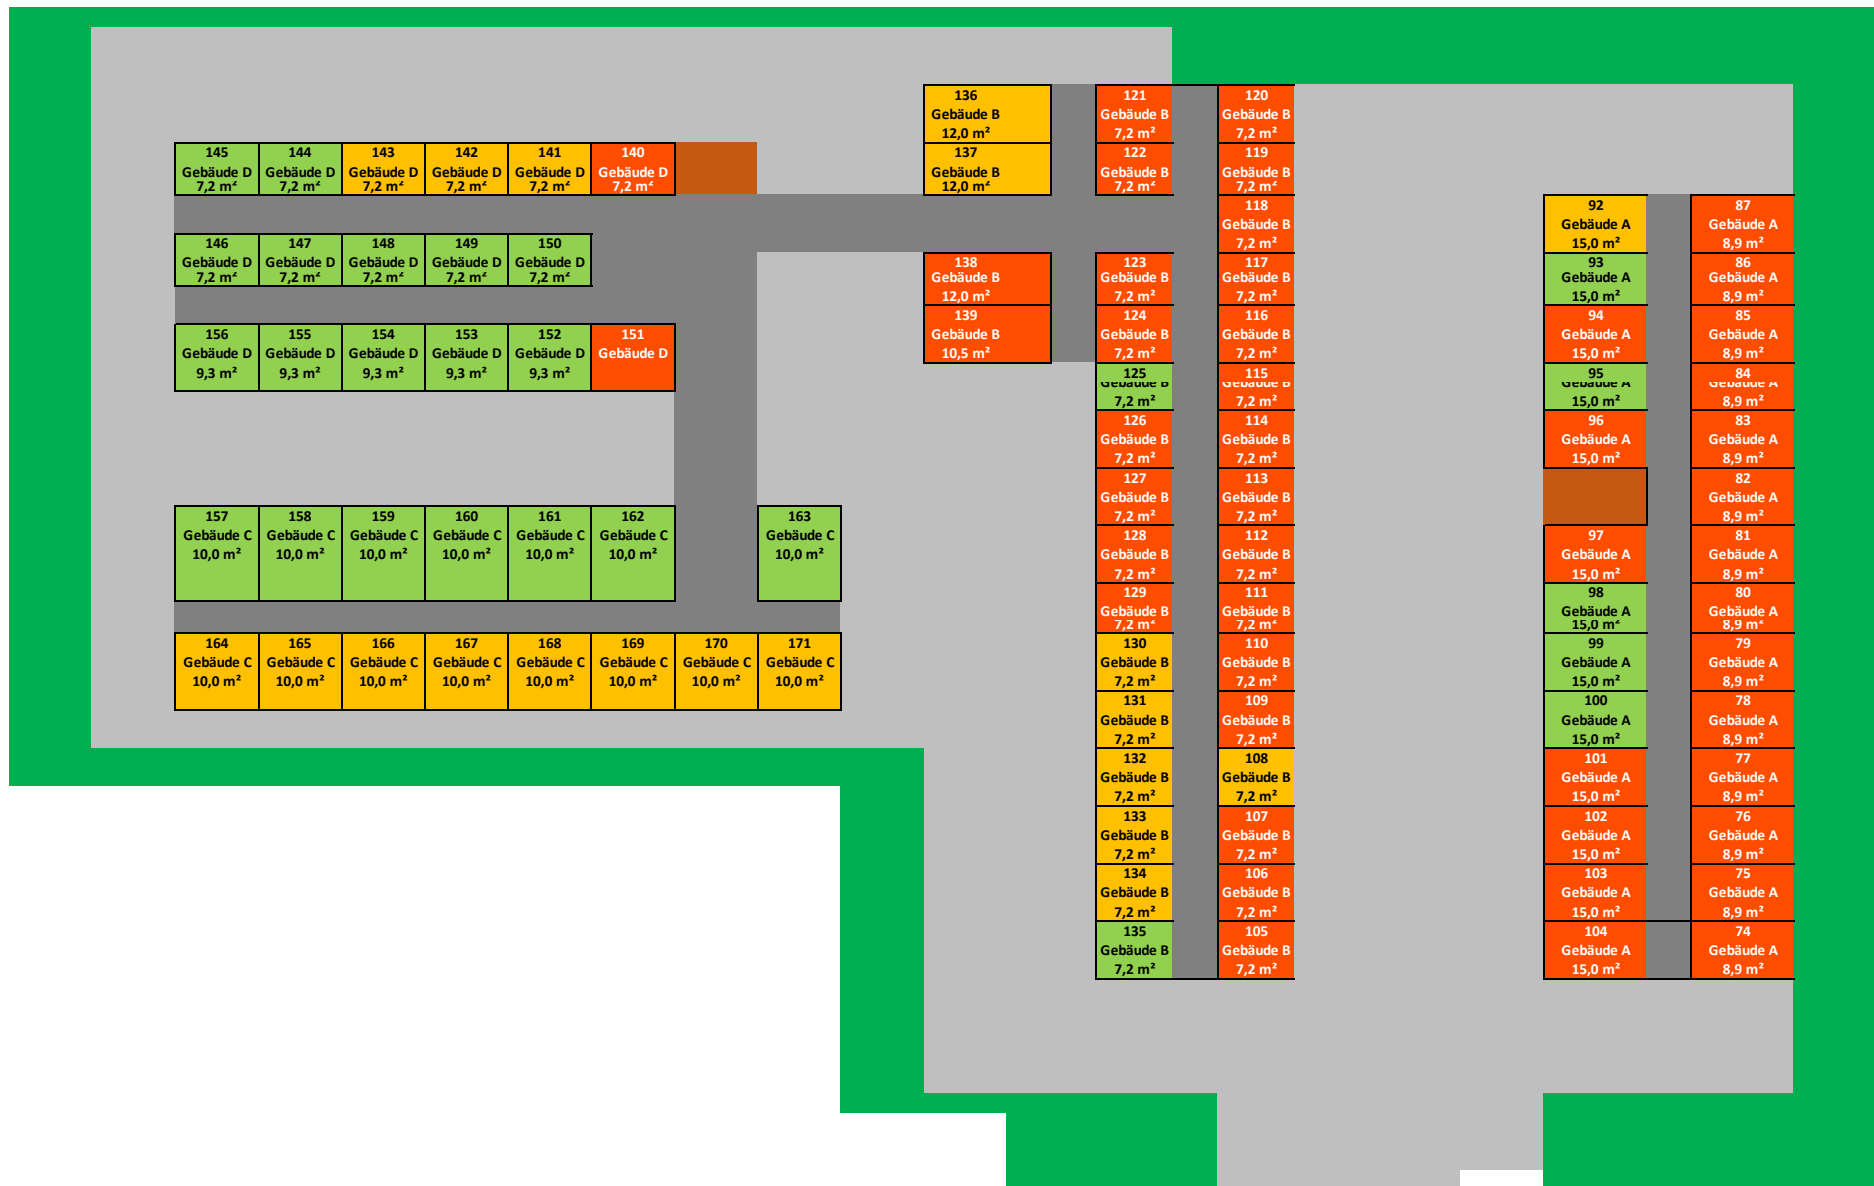 136
Gebäude B
12,0 m²
121
Gebäude B
7,2 m²
120
Gebäude B
7,2 m²
145
Gebäude D
7,2 m²
144
Gebäude D
7,2 m²
143
Gebäude D
7,2 m²
142
Gebäude D
7,2 m²
141
Gebäude D
7,2 m²
140
Gebäude D
7,2 m²
137
Gebäude B
12,0 m²
122
Gebäude B
7,2 m²
119
Gebäude B
7,2 m²
118
Gebäude B
7,2 m²
92
Gebäude A
15,0 m²
87
Gebäude A
8,9 m²
146
Gebäude D
7,2 m²
147
Gebäude D
7,2 m²
148
Gebäude D
7,2 m²
149
Gebäude D
7,2 m²
150
Gebäude D
7,2 m²
138
Gebäude B
12,0 m²
123
Gebäude B
7,2 m²
117
Gebäude B
7,2 m²
93
Gebäude A
15,0 m²
86
Gebäude A
8,9 m²
139
Gebäude B
10,5 m²
124
Gebäude B
7,2 m²
116
Gebäude B
7,2 m²
94
Gebäude A
15,0 m²
85
Gebäude A
8,9 m²
156
Gebäude D
9,3 m²
155
Gebäude D
9,3 m²
154
Gebäude D
9,3 m²
153
Gebäude D
9,3 m²
152
Gebäude D
9,3 m²
151
Gebäude D
125
Gebäude B
7,2 m²
115
Gebäude B
7,2 m²
95
Gebäude A
15,0 m²
84
Gebäude A
8,9 m²
126
Gebäude B
7,2 m²
114
Gebäude B
7,2 m²
96
Gebäude A
15,0 m²
83
Gebäude A
8,9 m²
127
Gebäude B
7,2 m²
113
Gebäude B
7,2 m²
82
Gebäude A
8,9 m²
157
Gebäude C
10,0 m²
158
Gebäude C
10,0 m²
159
Gebäude C
10,0 m²
160
Gebäude C
10,0 m²
161
Gebäude C
10,0 m²
162
Gebäude C
10,0 m²
163
Gebäude C
10,0 m²
128
Gebäude B
7,2 m²
112
Gebäude B
7,2 m²
97
Gebäude A
15,0 m²
81
Gebäude A
8,9 m²
129
Gebäude B
7,2 m²
111
Gebäude B
7,2 m²
98
Gebäude A
15,0 m²
80
Gebäude A
8,9 m²
164
Gebäude C
10,0 m²
165
Gebäude C
10,0 m²
166
Gebäude C
10,0 m²
167
Gebäude C
10,0 m²
168
Gebäude C
10,0 m²
169
Gebäude C
10,0 m²
170
Gebäude C
10,0 m²
171
Gebäude C
10,0 m²
130
Gebäude B
7,2 m²
110
Gebäude B
7,2 m²
99
Gebäude A
15,0 m²
79
Gebäude A
8,9 m²
131
Gebäude B
7,2 m²
109
Gebäude B
7,2 m²
100
Gebäude A
15,0 m²
78
Gebäude A
8,9 m²
132
Gebäude B
7,2 m²
108
Gebäude B
7,2 m²
101
Gebäude A
15,0 m²
77
Gebäude A
8,9 m²
133
Gebäude B
7,2 m²
107
Gebäude B
7,2 m²
102
Gebäude A
15,0 m²
76
Gebäude A
8,9 m²
134
Gebäude B
7,2 m²
106
Gebäude B
7,2 m²
103
Gebäude A
15,0 m²
75
Gebäude A
8,9 m²
135
Gebäude B
7,2 m²
105
Gebäude B
7,2 m²
104
Gebäude A
15,0 m²
74
Gebäude A
8,9 m²